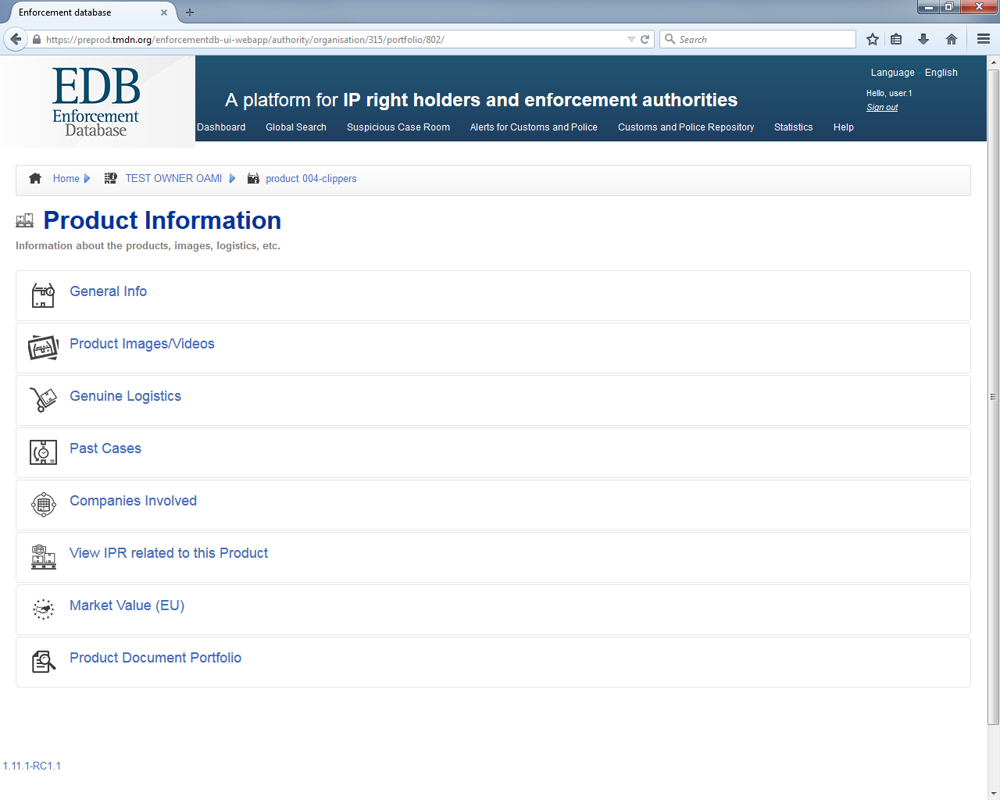 Enforcement database
https://preprod.tmdn.org/enforcementdb-ui-webapp/authority/organisation/315/portfolio/802/
Search
EDB
Enforcement
Database
Language English
A platform for IP right holders and enforcement authorities
Hello, user.1
Sign out
Dashboard Global Search Suspicious Case Room Alerts for Customs and Police Customs and Police Repository Statistics Help
Home TEST OWNER OAMI product 004-clippers
Product Information
Information about the products, images, logistics, etc.
General Info
Product Images/Videos
Genuine Logistics
Past Cases
Companies Involved
IPR
View IPR related to this Product
Market Value (EU)
Product Document Portfolio
1.11.1-RC1.1